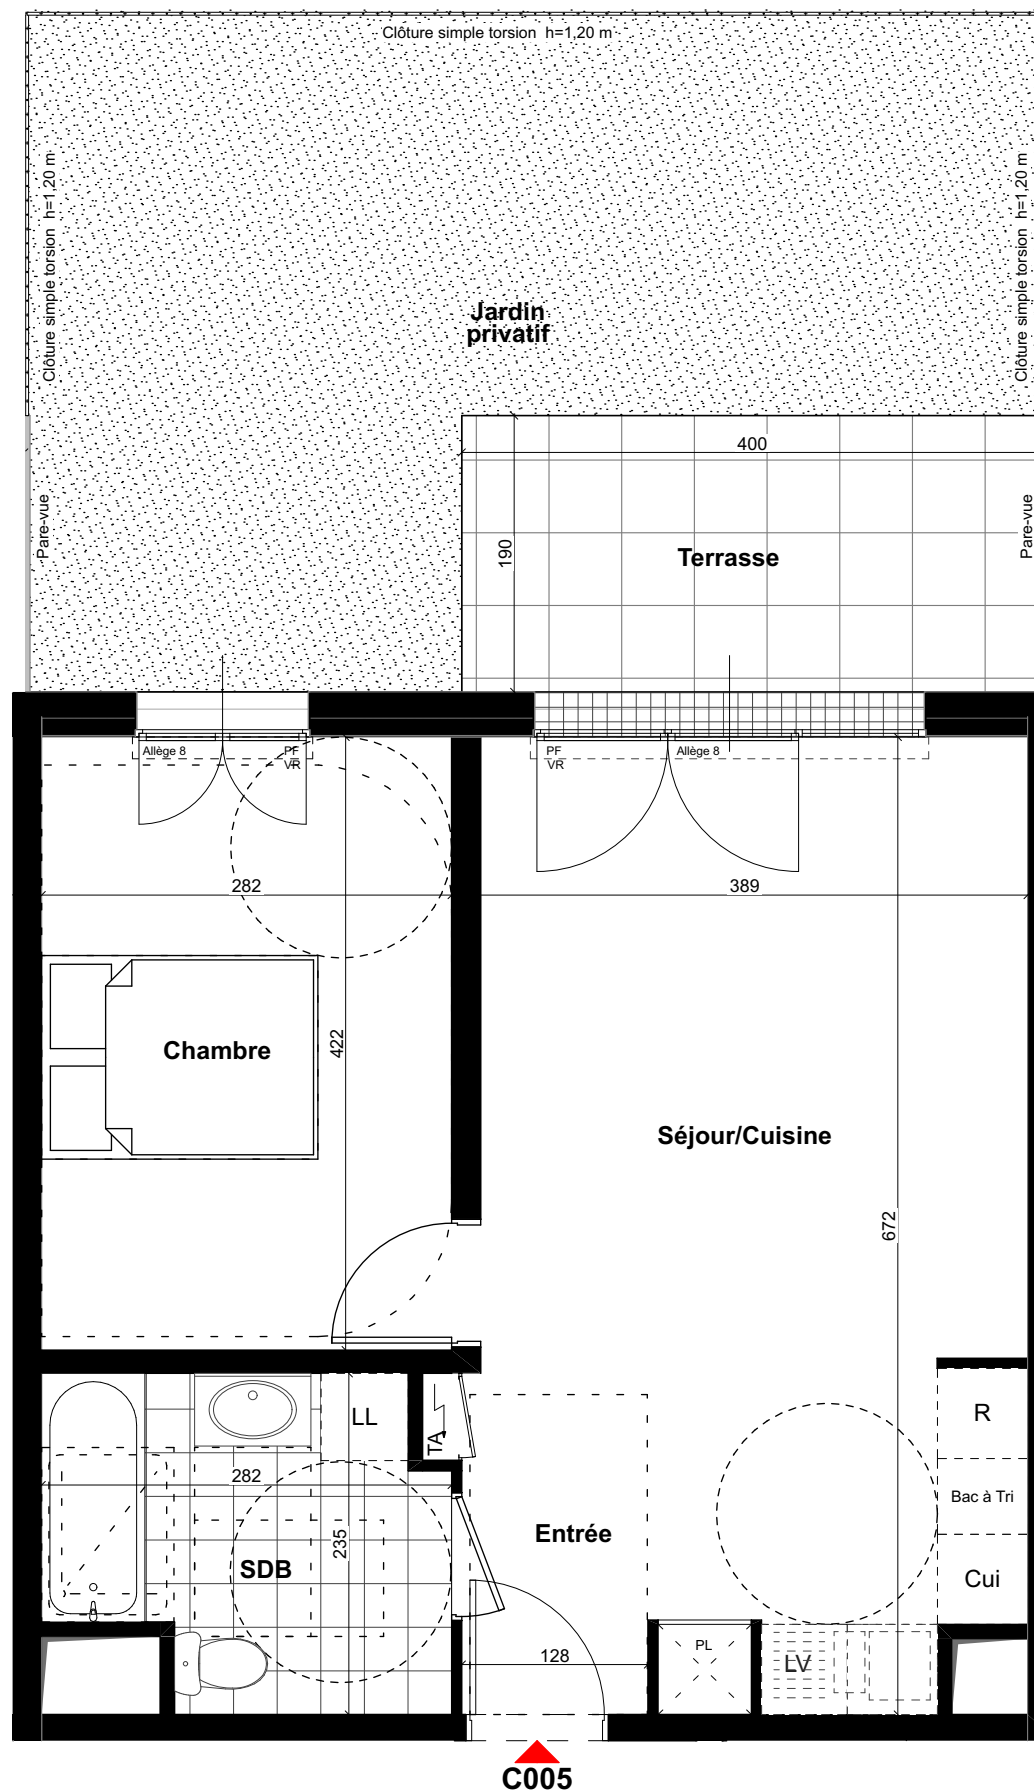 Clôture simple torsion h=1,20 m
Clôture simple torsion h=1,20 m
Clôture simple torsion h=1,20 m
Jardin
privatif
400
190
Terrasse
Pare-vue
Pare-vue
Allège 8
PF
VR
PF
VR
Allège 8
282
389
422
Chambre
Séjour/Cuisine
672
LL
TA
R
Bac à Tri
Cui
282
235
SDB
Entrée
128
PL
LV
C005